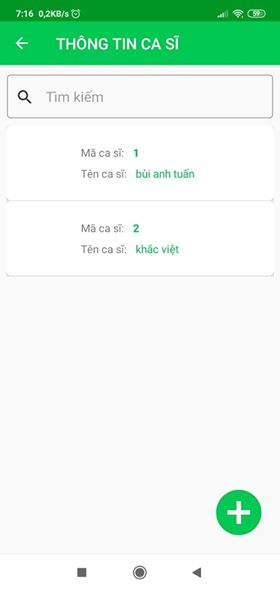 7:16 0,2KB/s 59
THÔNG TIN CA SĨ
Tìm kiếm
Mã ca sĩ: 1
Tên ca sĩ: bùi anh tuấn
Mã ca sĩ: 2
Tên ca sĩ: khắc việt